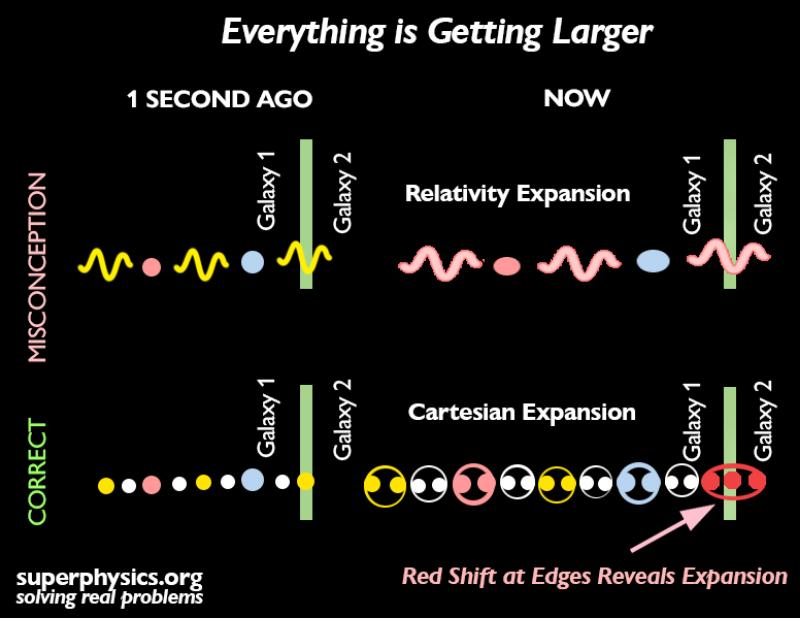 Everything is Getting Larger
1 SECOND AGO
NOW
MISCONCEPTION
Galaxy 1
Galaxy 2
Relativity Expansion
Galaxy 1
Galaxy 2
CORRECT
Galaxy 1
Galaxy 2
Cartesian Expansion
Galaxy 1
Galaxy 2
Red Shift at Edges Reveals Expansion
superphysics.org
solving real problems